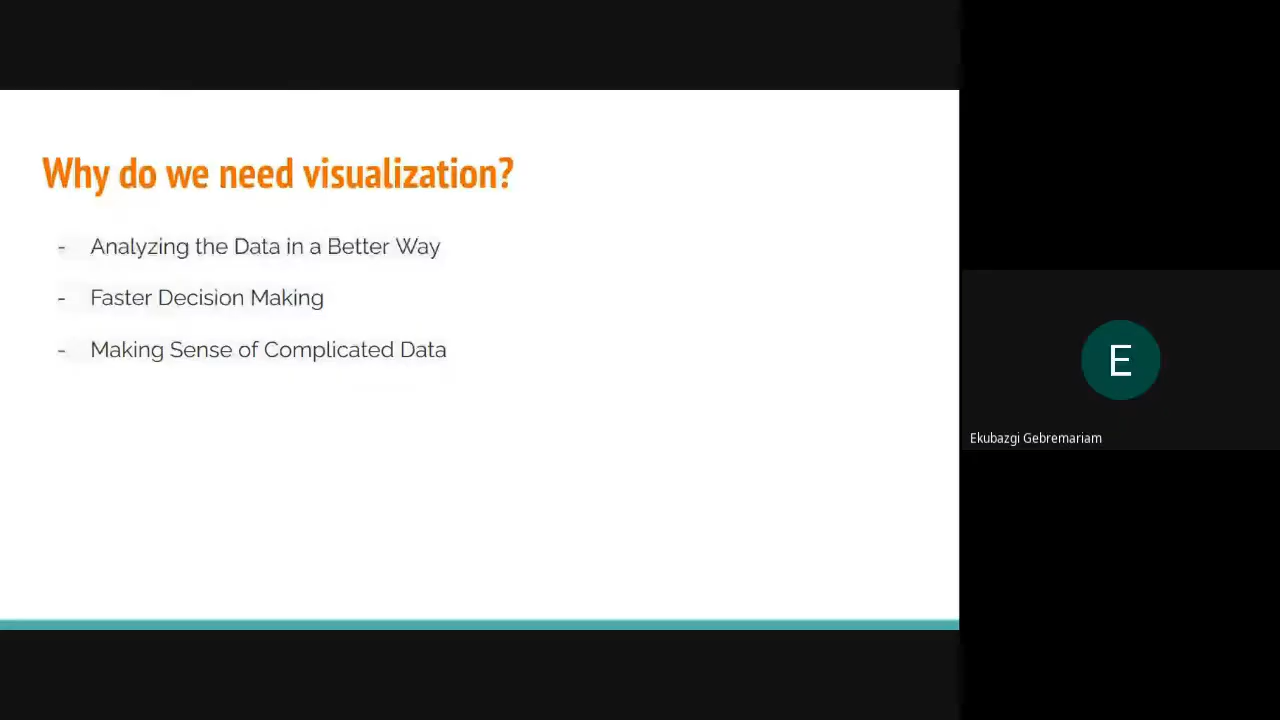 Why do we need visualization?
- Analyzing the Data in a Better Way
- Faster Decision Making
- Making Sense of Complicated Data
E
Ekubazgi Gebremariam